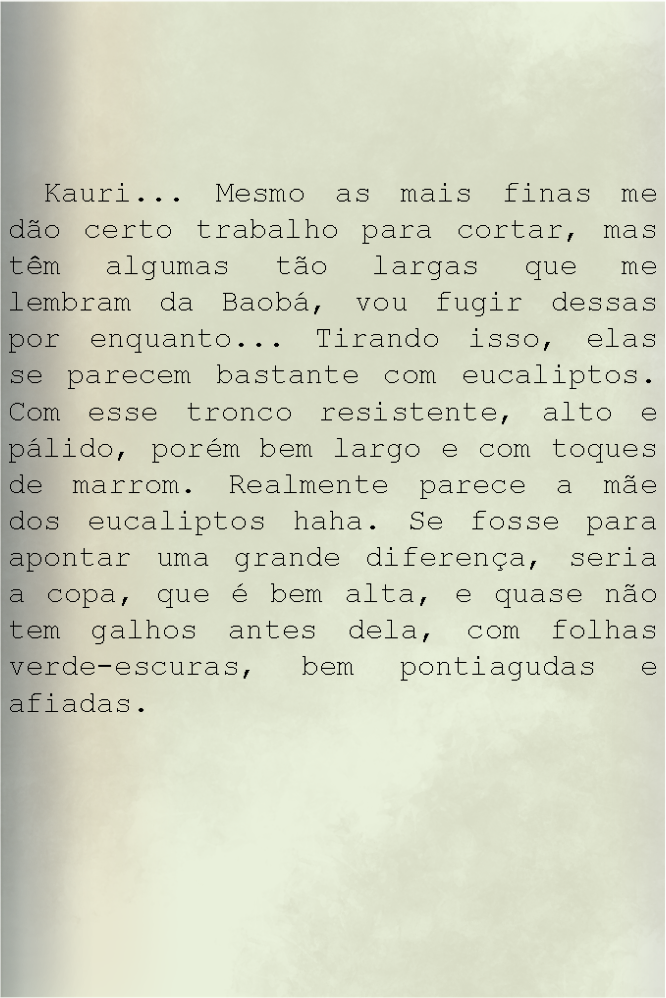 Kauri... Mesmo as mais finas me
dão certo trabalho para cortar, mas
têm algumas tão largas que me
lembram da Baobá, vou fugir dessas
por enquanto... Tirando isso, elas
se parecem bastante com eucaliptos.
Com esse tronco resistente, alto e
pálido, porém bem largo e com toques
de marrom. Realmente parece a mãe
dos eucaliptos haha. Se fosse para
apontar uma grande diferença, seria
a copa, que é bem alta, e quase não
tem galhos antes dela, com folhas
verde-escuras, bem pontiagudas e
afiadas.